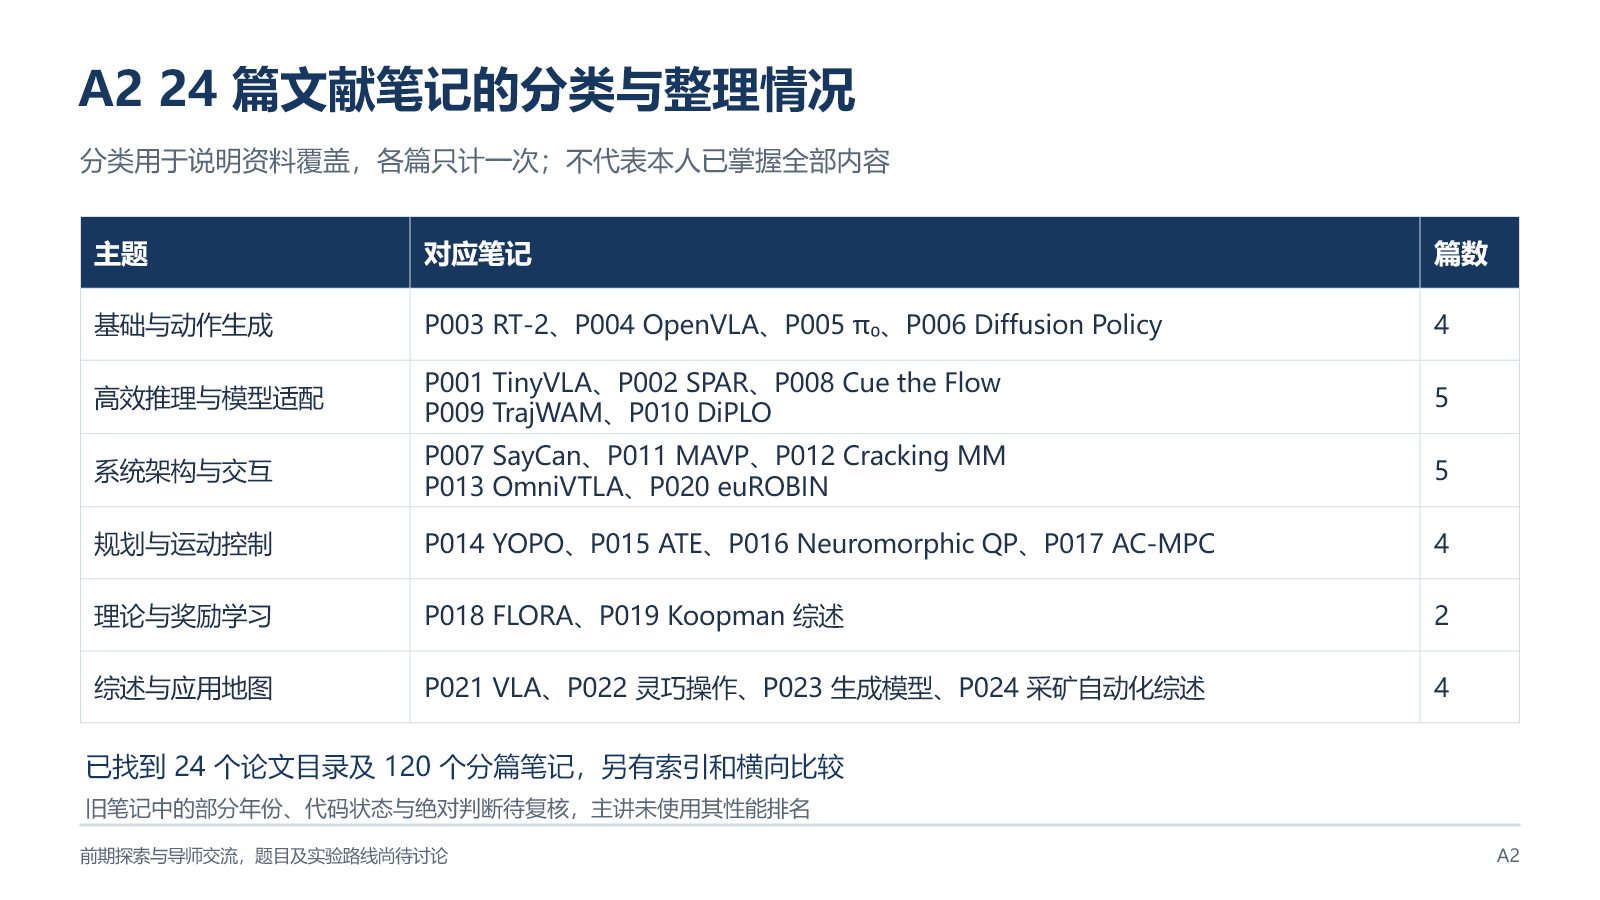 A2 24 篇文献笔记的分类与整理情况
分类用于说明资料覆盖，各篇只计一次；不代表本人已掌握全部内容
主题 对应笔记 篇数
基础与动作生成 P003 RT-2、P004 OpenVLA、P005 π₀、P006 Diffusion Policy 4
高效推理与模型适配 P001 TinyVLA、P002 SPAR、P008 Cue the Flow
P009 TrajWAM、P010 DiPLO 5
系统架构与交互 P007 SayCan、P011 MAVP、P012 Cracking MM
P013 OmniVTLA、P020 euROBIN 5
规划与运动控制 P014 YOPO、P015 ATE、P016 Neuromorphic QP、P017 AC-MPC 4
理论与奖励学习 P018 FLORA、P019 Koopman 综述 2
综述与应用地图 P021 VLA、P022 灵巧操作、P023 生成模型、P024 采矿自动化综述 4
已找到 24 个论文目录及 120 个分篇笔记，另有索引和横向比较
旧笔记中的部分年份、代码状态与绝对判断待复核，主讲未使用其性能排名
前期探索与导师交流，题目及实验路线尚待讨论 A2